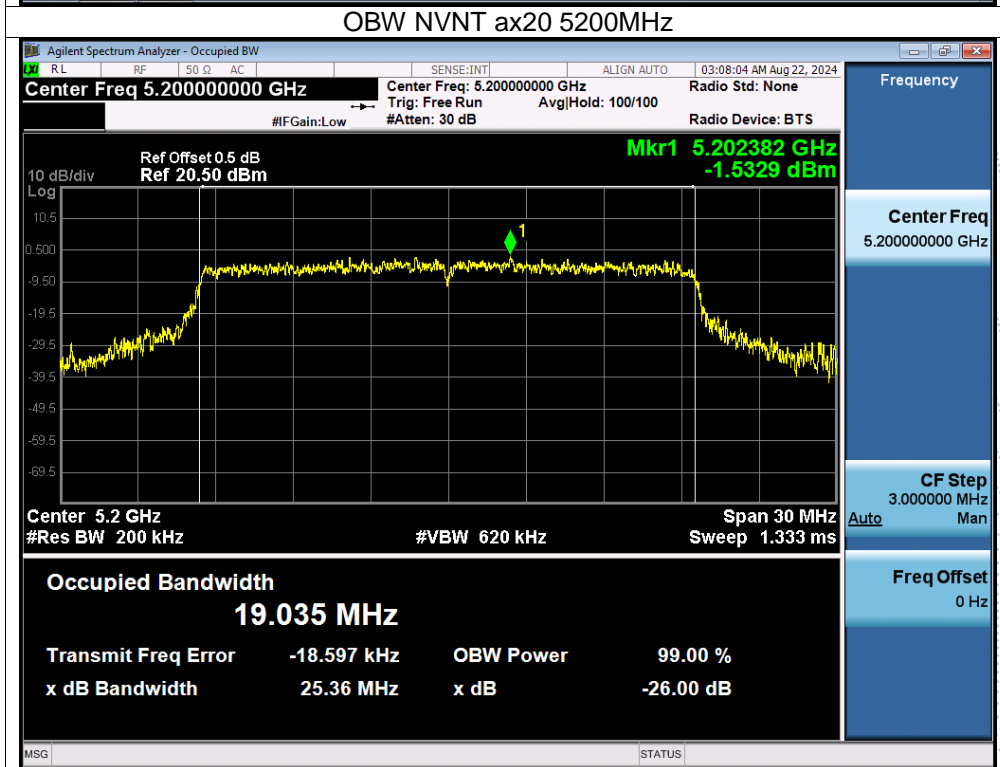 OBW NVNT ax20 5200MHz
Agilent Spectrum Analyzer - Occupied BW
LXI RL RF 50 Ω AC SENSE:INT ALIGN AUTO 03:08:04 AM Aug 22, 2024
Center Freq 5.200000000 GHz
Center Freq: 5.200000000 GHz Radio Std: None
Trig: Free Run Avg|Hold: 100/100
#IFGain:Low #Atten: 30 dB Radio Device: BTS
Frequency
Mkr1 5.202382 GHz
-1.5329 dBm
Ref Offset 0.5 dB
10 dB/div Ref 20.50 dBm
Log
10.5
0.500
-9.50
-19.5
-29.5
-39.5
-49.5
-59.5
-69.5
1
Center 5.2 GHz Span 30 MHz
#Res BW 200 kHz #VBW 620 kHz Sweep 1.333 ms
Center Freq
5.200000000 GHz
CF Step
3.000000 MHz
Auto Man
Freq Offset
0 Hz
Occupied Bandwidth
19.035 MHz
Transmit Freq Error -18.597 kHz OBW Power 99.00 %
x dB Bandwidth 25.36 MHz x dB -26.00 dB
MSG STATUS